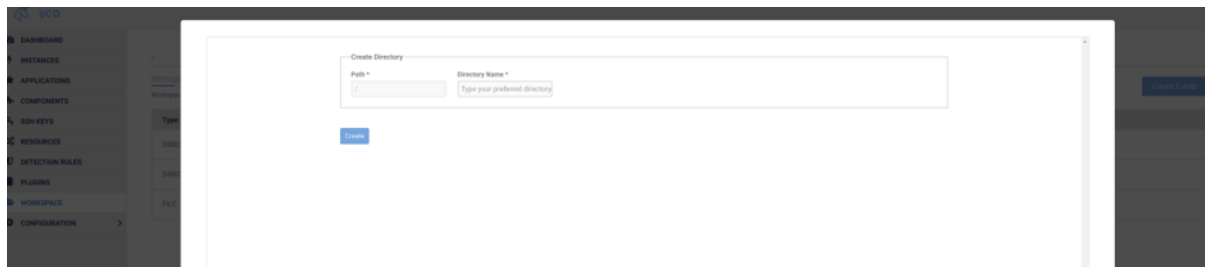 UCO
DASHBOARD
INSTANCES
APPLICATIONS
COMPONENTS
SSH KEYS
RESOURCES
DETECTION RULES
PLUGINS
WORKSPACE
CONFIGURATION >
/
Type
FILE
Create Directory
Path * Directory Name *
/ Type your preferred directory
Create
Create Folder